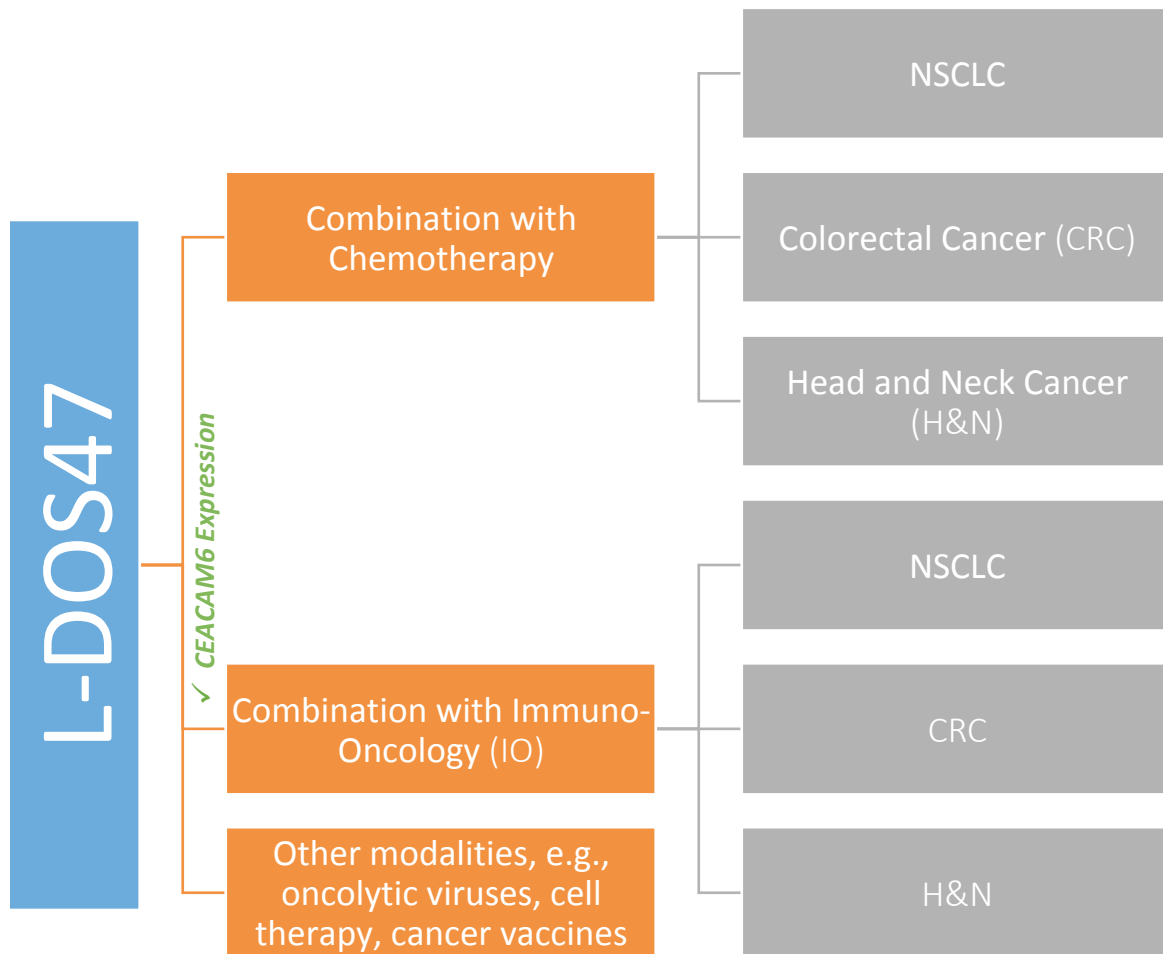 L-DOS47
✓ CEACAM6 Expression
Combination with
Chemotherapy
NSCLC
Colorectal Cancer (CRC)
Head and Neck Cancer
(H&N)
Combination with Immuno-
Oncology (IO)
NSCLC
CRC
H&N
Other modalities, e.g.,
oncolytic viruses, cell
therapy, cancer vaccines